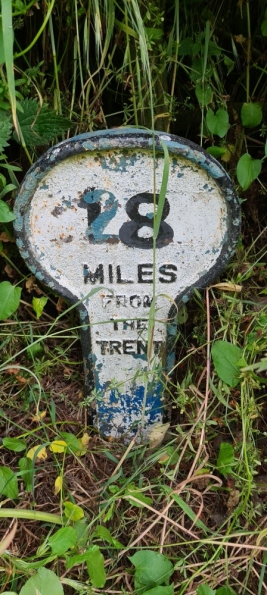 28
MILES
FROM
THE
TRENT